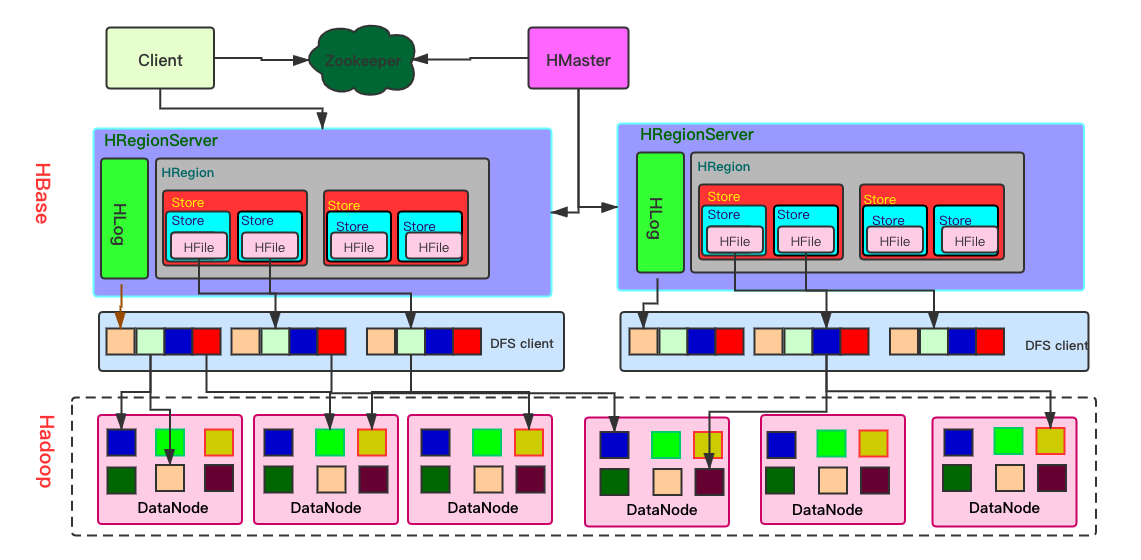 Client
Zookeeper
HMaster
HBase
HRegionServer
HLog
HRegion
Store
Store
HFile
Store
HFile
Store
Store
HFile
Store
HFile
HRegionServer
HLog
HRegion
Store
Store
HFile
Store
HFile
Store
Store
HFile
Store
HFile
DFS client
DFS client
Hadoop
DataNode
DataNode
DataNode
DataNode
DataNode
DataNode